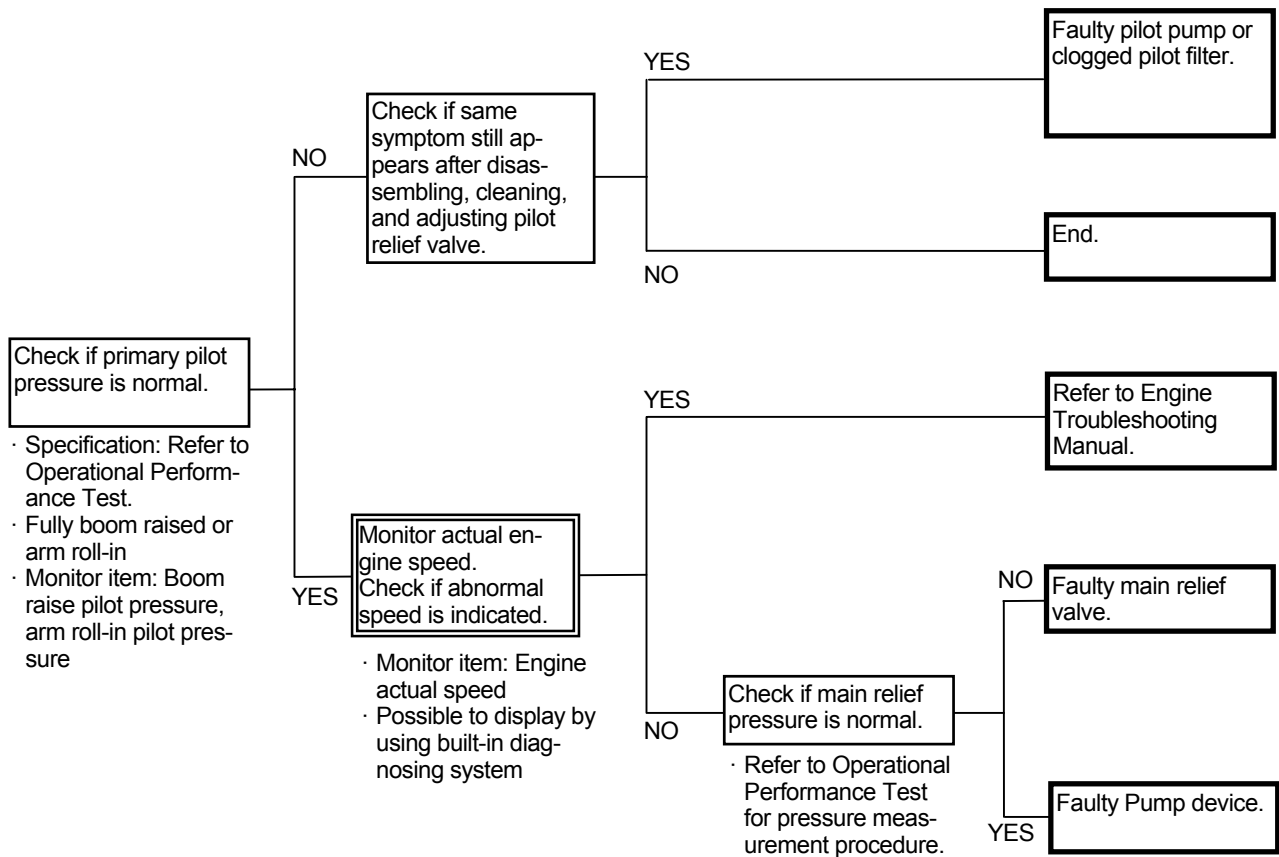 Check if primary pilot
pressure is normal.
· Specification: Refer to
Operational Perform-
ance Test.
· Fully boom raised or
arm roll-in
· Monitor item: Boom
raise pilot pressure,
arm roll-in pilot pres-
sure
NO
Check if same
symptom still ap-
pears after disas-
sembling, cleaning,
and adjusting pilot
relief valve.
YES
Faulty pilot pump or
clogged pilot filter.
NO
End.
YES
Monitor actual en-
gine speed.
Check if abnormal
speed is indicated.
· Monitor item: Engine
actual speed
· Possible to display by
using built-in diag-
nosing system
YES
Refer to Engine
Troubleshooting
Manual.
NO
Check if main relief
pressure is normal.
· Refer to Operational
Performance Test
for pressure meas-
urement procedure.
NO
Faulty main relief
valve.
YES
Faulty Pump device.